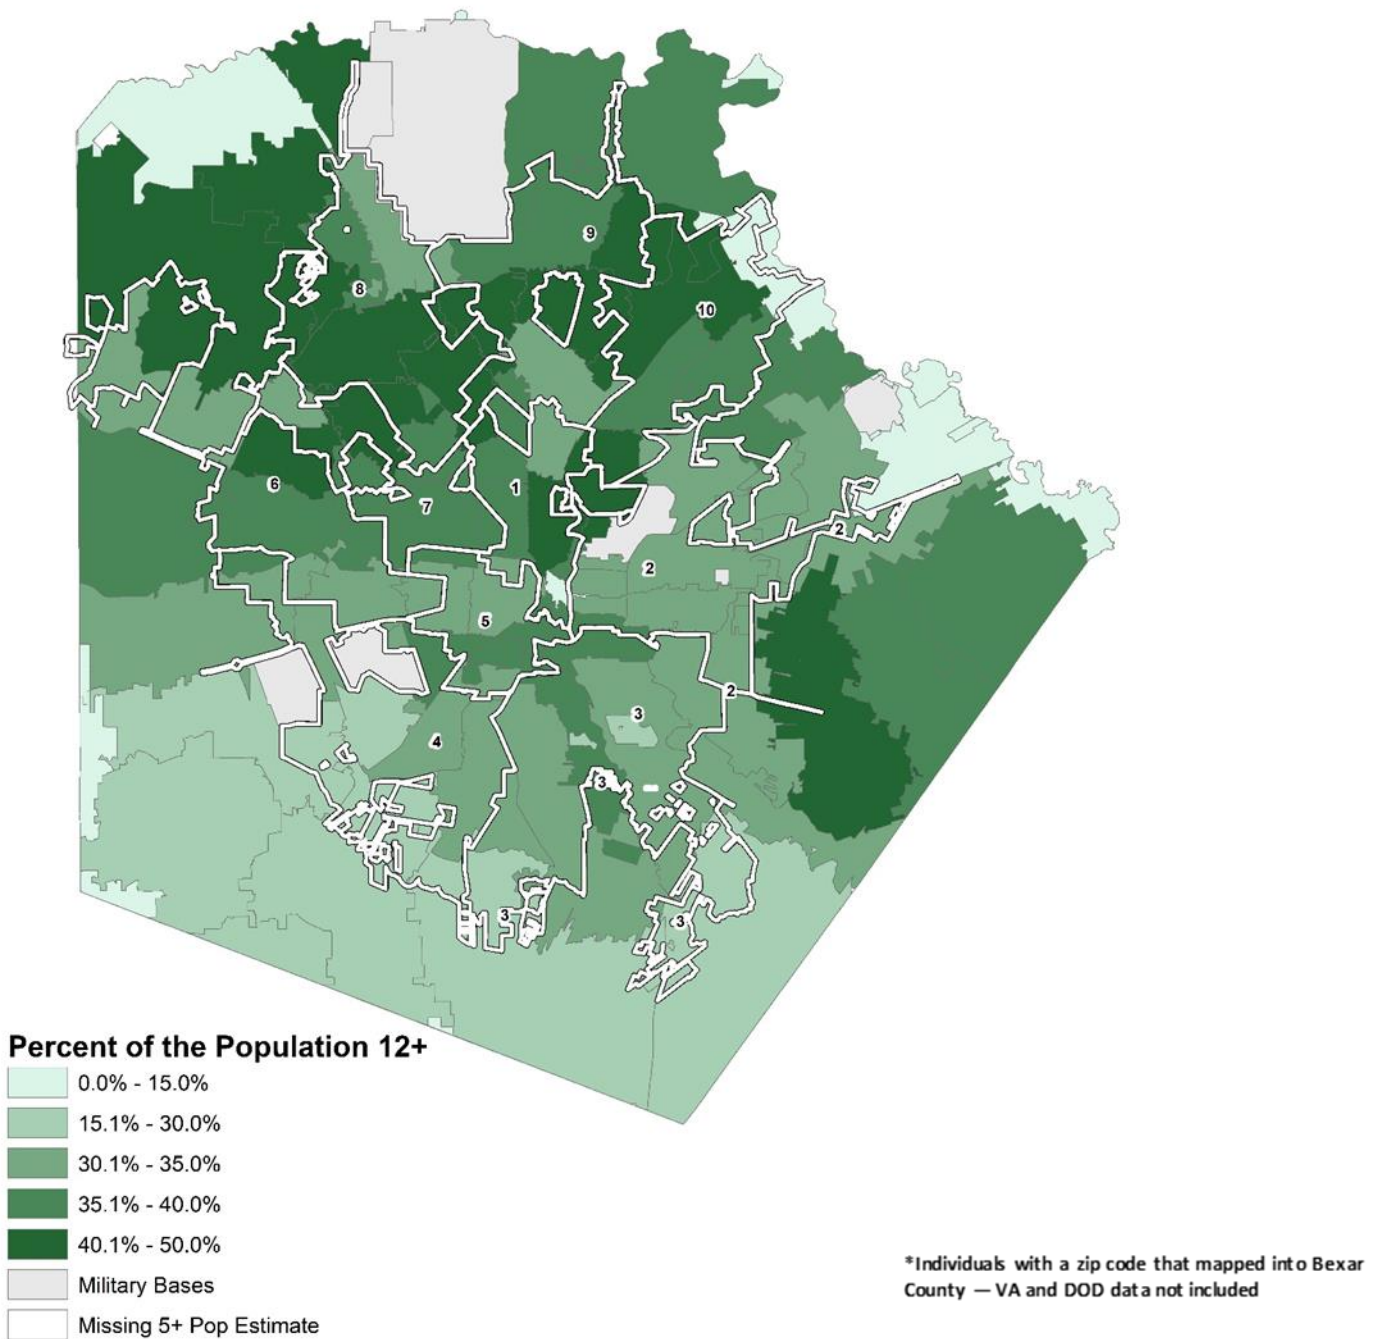 9
8
10
6
1
7
2
2
5
2
3
4
3
3
3
Percent of the Population 12+
0.0% - 15.0%
15.1% - 30.0%
30.1% - 35.0%
35.1% - 40.0%
40.1% - 50.0%
Military Bases
Missing 5+ Pop Estimate
*Individuals with a zip code that mapped into Bexar
County — VA and DOD data not included